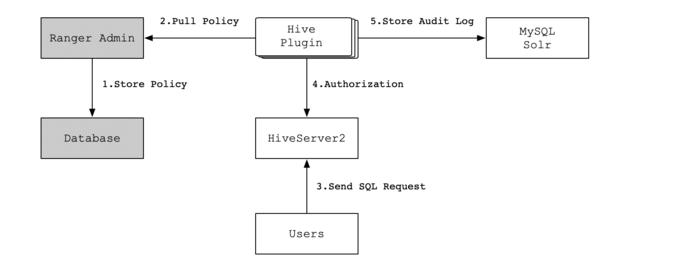 Ranger Admin
2.Pull Policy
Hive
Plugin
5.Store Audit Log
MySQL
Solr
1.Store Policy
4.Authorization
Database
HiveServer2
3.Send SQL Request
Users